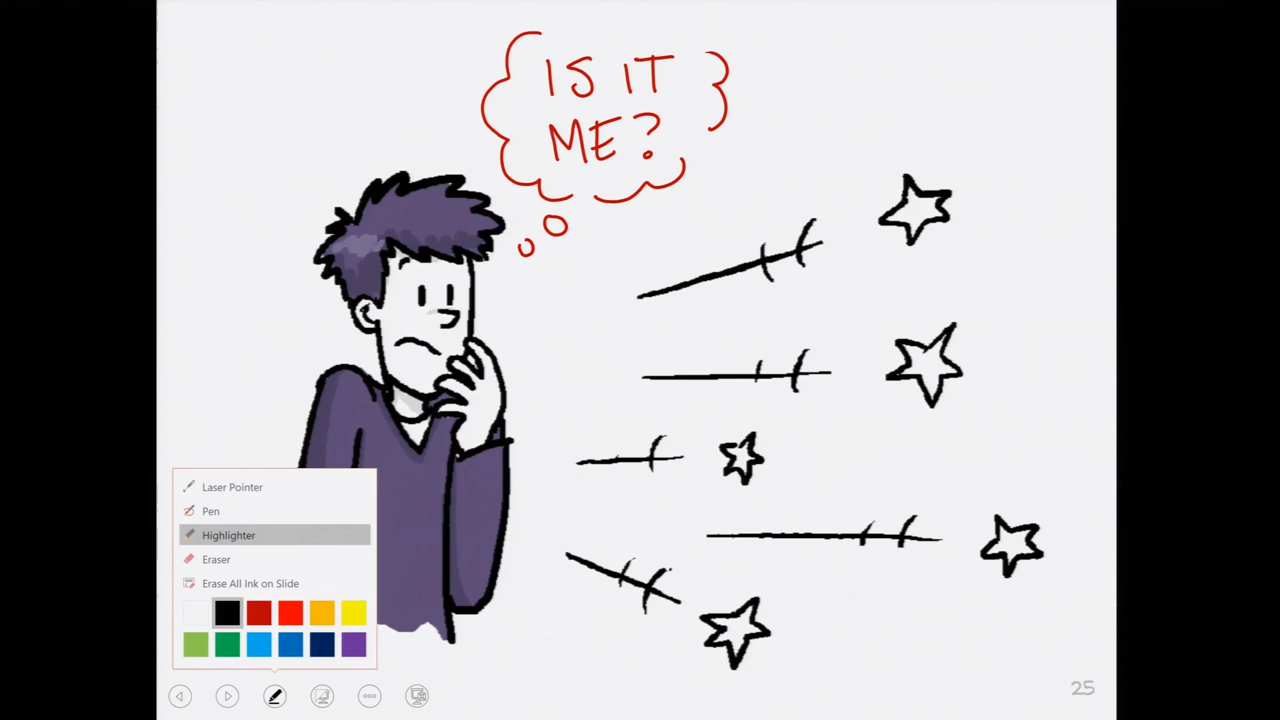 IS IT
ME?
Laser Pointer
Pen
Highlighter
Eraser
Erase All Ink on Slide
25